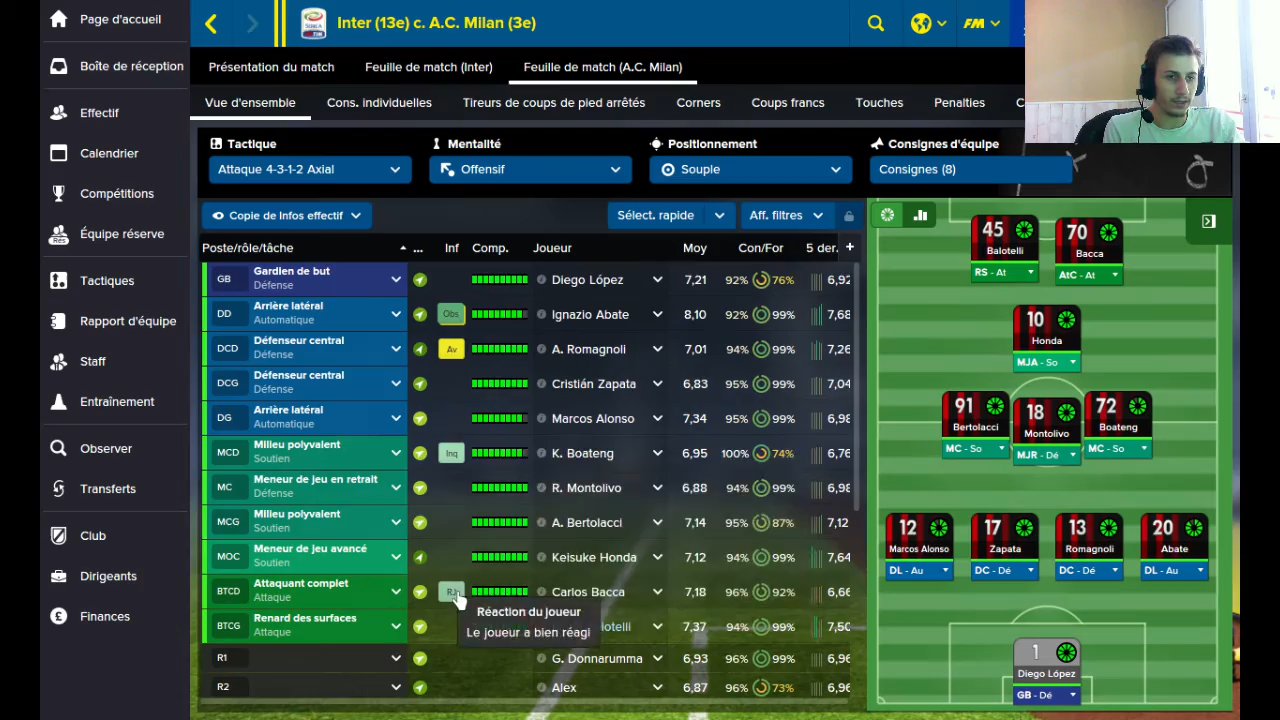 Page d'accueil
Boîte de réception
Effectif
Calendrier
Compétitions
Rés
Équipe réserve
Tactiques
Rapport d'équipe
Staff
Entraînement
Observer
Transferts
Club
Dirigeants
Finances
SERIE A
TIM
Inter (13e) c. A.C. Milan (3e)
FM
Présentation du match
Feuille de match (Inter)
Feuille de match (A.C. Milan)
Vue d'ensemble
Cons. individuelles
Tireurs de coups de pied arrêtés
Corners
Coups francs
Touches
Penalties
C
Tactique
Mentalité
Positionnement
Consignes d'équipe
Attaque 4-3-1-2 Axial
Offensif
Souple
Consignes (8)
Copie de Infos effectif
Sélect. rapide
Aff. filtres
Poste/rôle/tâche ... Inf Comp. Joueur Moy Con/For 5 der. +
GB Gardien de but Défense Diego López 7,21 92% 76% 6,92
DD Arrière latéral Automatique Obs Ignazio Abate 8,10 92% 99% 7,68
DCD Défenseur central Défense Av A. Romagnoli 7,01 94% 99% 7,26
DCG Défenseur central Défense Cristián Zapata 6,83 95% 99% 7,04
DG Arrière latéral Automatique Marcos Alonso 7,34 95% 99% 6,98
MCD Milieu polyvalent Soutien Inq K. Boateng 6,95 100% 74% 6,76
MC Meneur de jeu en retrait Défense R. Montolivo 6,88 94% 99% 6,98
MCG Milieu polyvalent Soutien A. Bertolacci 7,14 95% 87% 7,12
MOC Meneur de jeu avancé Soutien Keisuke Honda 7,12 94% 99% 7,64
BTCD Attaquant complet Attaque RJ Carlos Bacca 7,18 96% 92% 6,66
BTCG Renard des surfaces Attaque otelli 7,37 94% 99% 7,50
Réaction du joueur
Le joueur a bien réagi
R1 G. Donnarumma 6,93 96% 99% 6,96
R2 Alex 6,87 96% 73% 6,96
45 70
Balotelli Bacca
RS - At AtC - At
10
Honda
MJA - So
91 18 72
Bertolacci Montolivo Boateng
MC - So MJR - Dé MC - So
12 17 13 20
Marcos Alonso Zapata Romagnoli Abate
DL - Au DC - Dé DC - Dé DL - Au
1
Diego López
GB - Dé